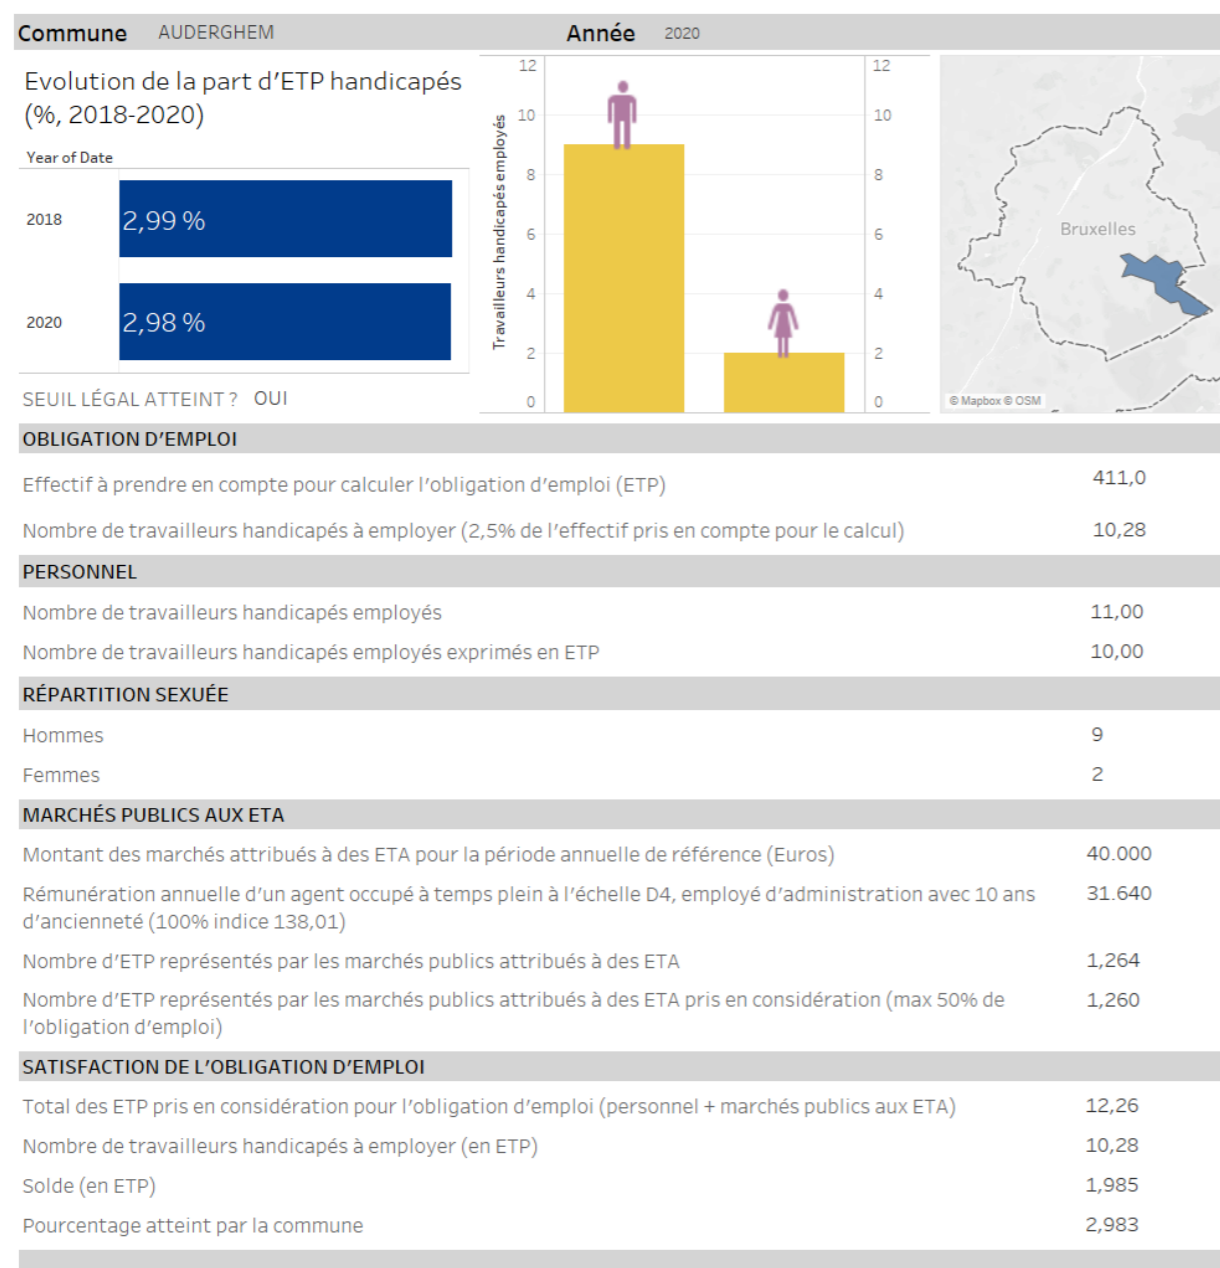 Commune AUDERGHEM Année 2020
Evolution de la part d’ETP handicapés
(%, 2018-2020)
Year of Date
2018 2,99 %
2020 2,98 %
SEUIL LÉGAL ATTEINT ? OUI
Travailleurs handicapés employés
12 12
10 10
8 8
6 6
4 4
2 2
0 0
Bruxelles
© Mapbox © OSM
OBLIGATION D’EMPLOI
Effectif à prendre en compte pour calculer l’obligation d’emploi (ETP) 411,0
Nombre de travailleurs handicapés à employer (2,5% de l’effectif pris en compte pour le calcul) 10,28
PERSONNEL
Nombre de travailleurs handicapés employés 11,00
Nombre de travailleurs handicapés employés exprimés en ETP 10,00
RÉPARTITION SEXUÉE
Hommes 9
Femmes 2
MARCHÉS PUBLICS AUX ETA
Montant des marchés attribués à des ETA pour la période annuelle de référence (Euros) 40.000
Rémunération annuelle d’un agent occupé à temps plein à l’échelle D4, employé d’administration avec 10 ans 31.640
d’ancienneté (100% indice 138,01)
Nombre d’ETP représentés par les marchés publics attribués à des ETA 1,264
Nombre d’ETP représentés par les marchés publics attribués à des ETA pris en considération (max 50% de 1,260
l’obligation d’emploi)
SATISFACTION DE L’OBLIGATION D’EMPLOI
Total des ETP pris en considération pour l’obligation d’emploi (personnel + marchés publics aux ETA) 12,26
Nombre de travailleurs handicapés à employer (en ETP) 10,28
Solde (en ETP) 1,985
Pourcentage atteint par la commune 2,983